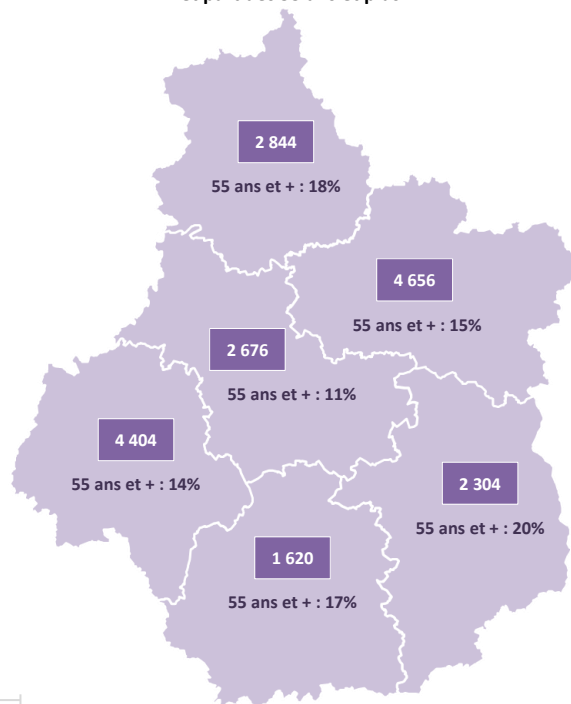 2 844
55 ans et + : 18%
4 656
55 ans et + : 15%
2 676
55 ans et + : 11%
4 404
55 ans et + : 14%
2 304
55 ans et + : 20%
1 620
55 ans et + : 17%